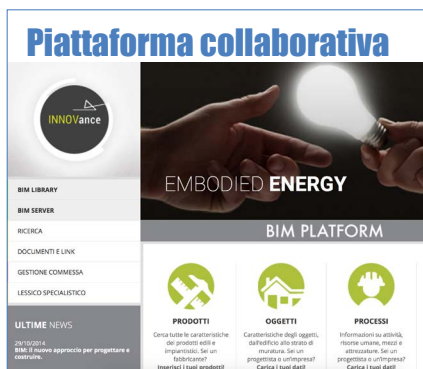 Piattaforma collaborativa
INNOVance
EMBODIED ENERGY
BIM PLATFORM
BIM LIBRARY
BIM SERVER
RICERCA
DOCUMENTI E LINK
GESTIONE COMMESSA
LESSICO SPECIALISTICO
ULTIME NEWS
29/10/2014
BIM: il nuovo approccio per progettare e
costruire.
PRODOTTI
Cerca tutte le caratteristiche
dei prodotti edili e
impiantistici. Sei un
fabbricante?
Inserisci i tuoi prodotti!
OGGETTI
Caratteristiche degli oggetti,
dall'edificio allo strato di
muratura. Sei un
progettista o un'impresa?
Carica i tuoi dati!
PROCESSI
Informazioni su attività,
risorse umane, mezzi e
attrezzature. Sei un
progettista o un'impresa?
Carica i tuoi dati!